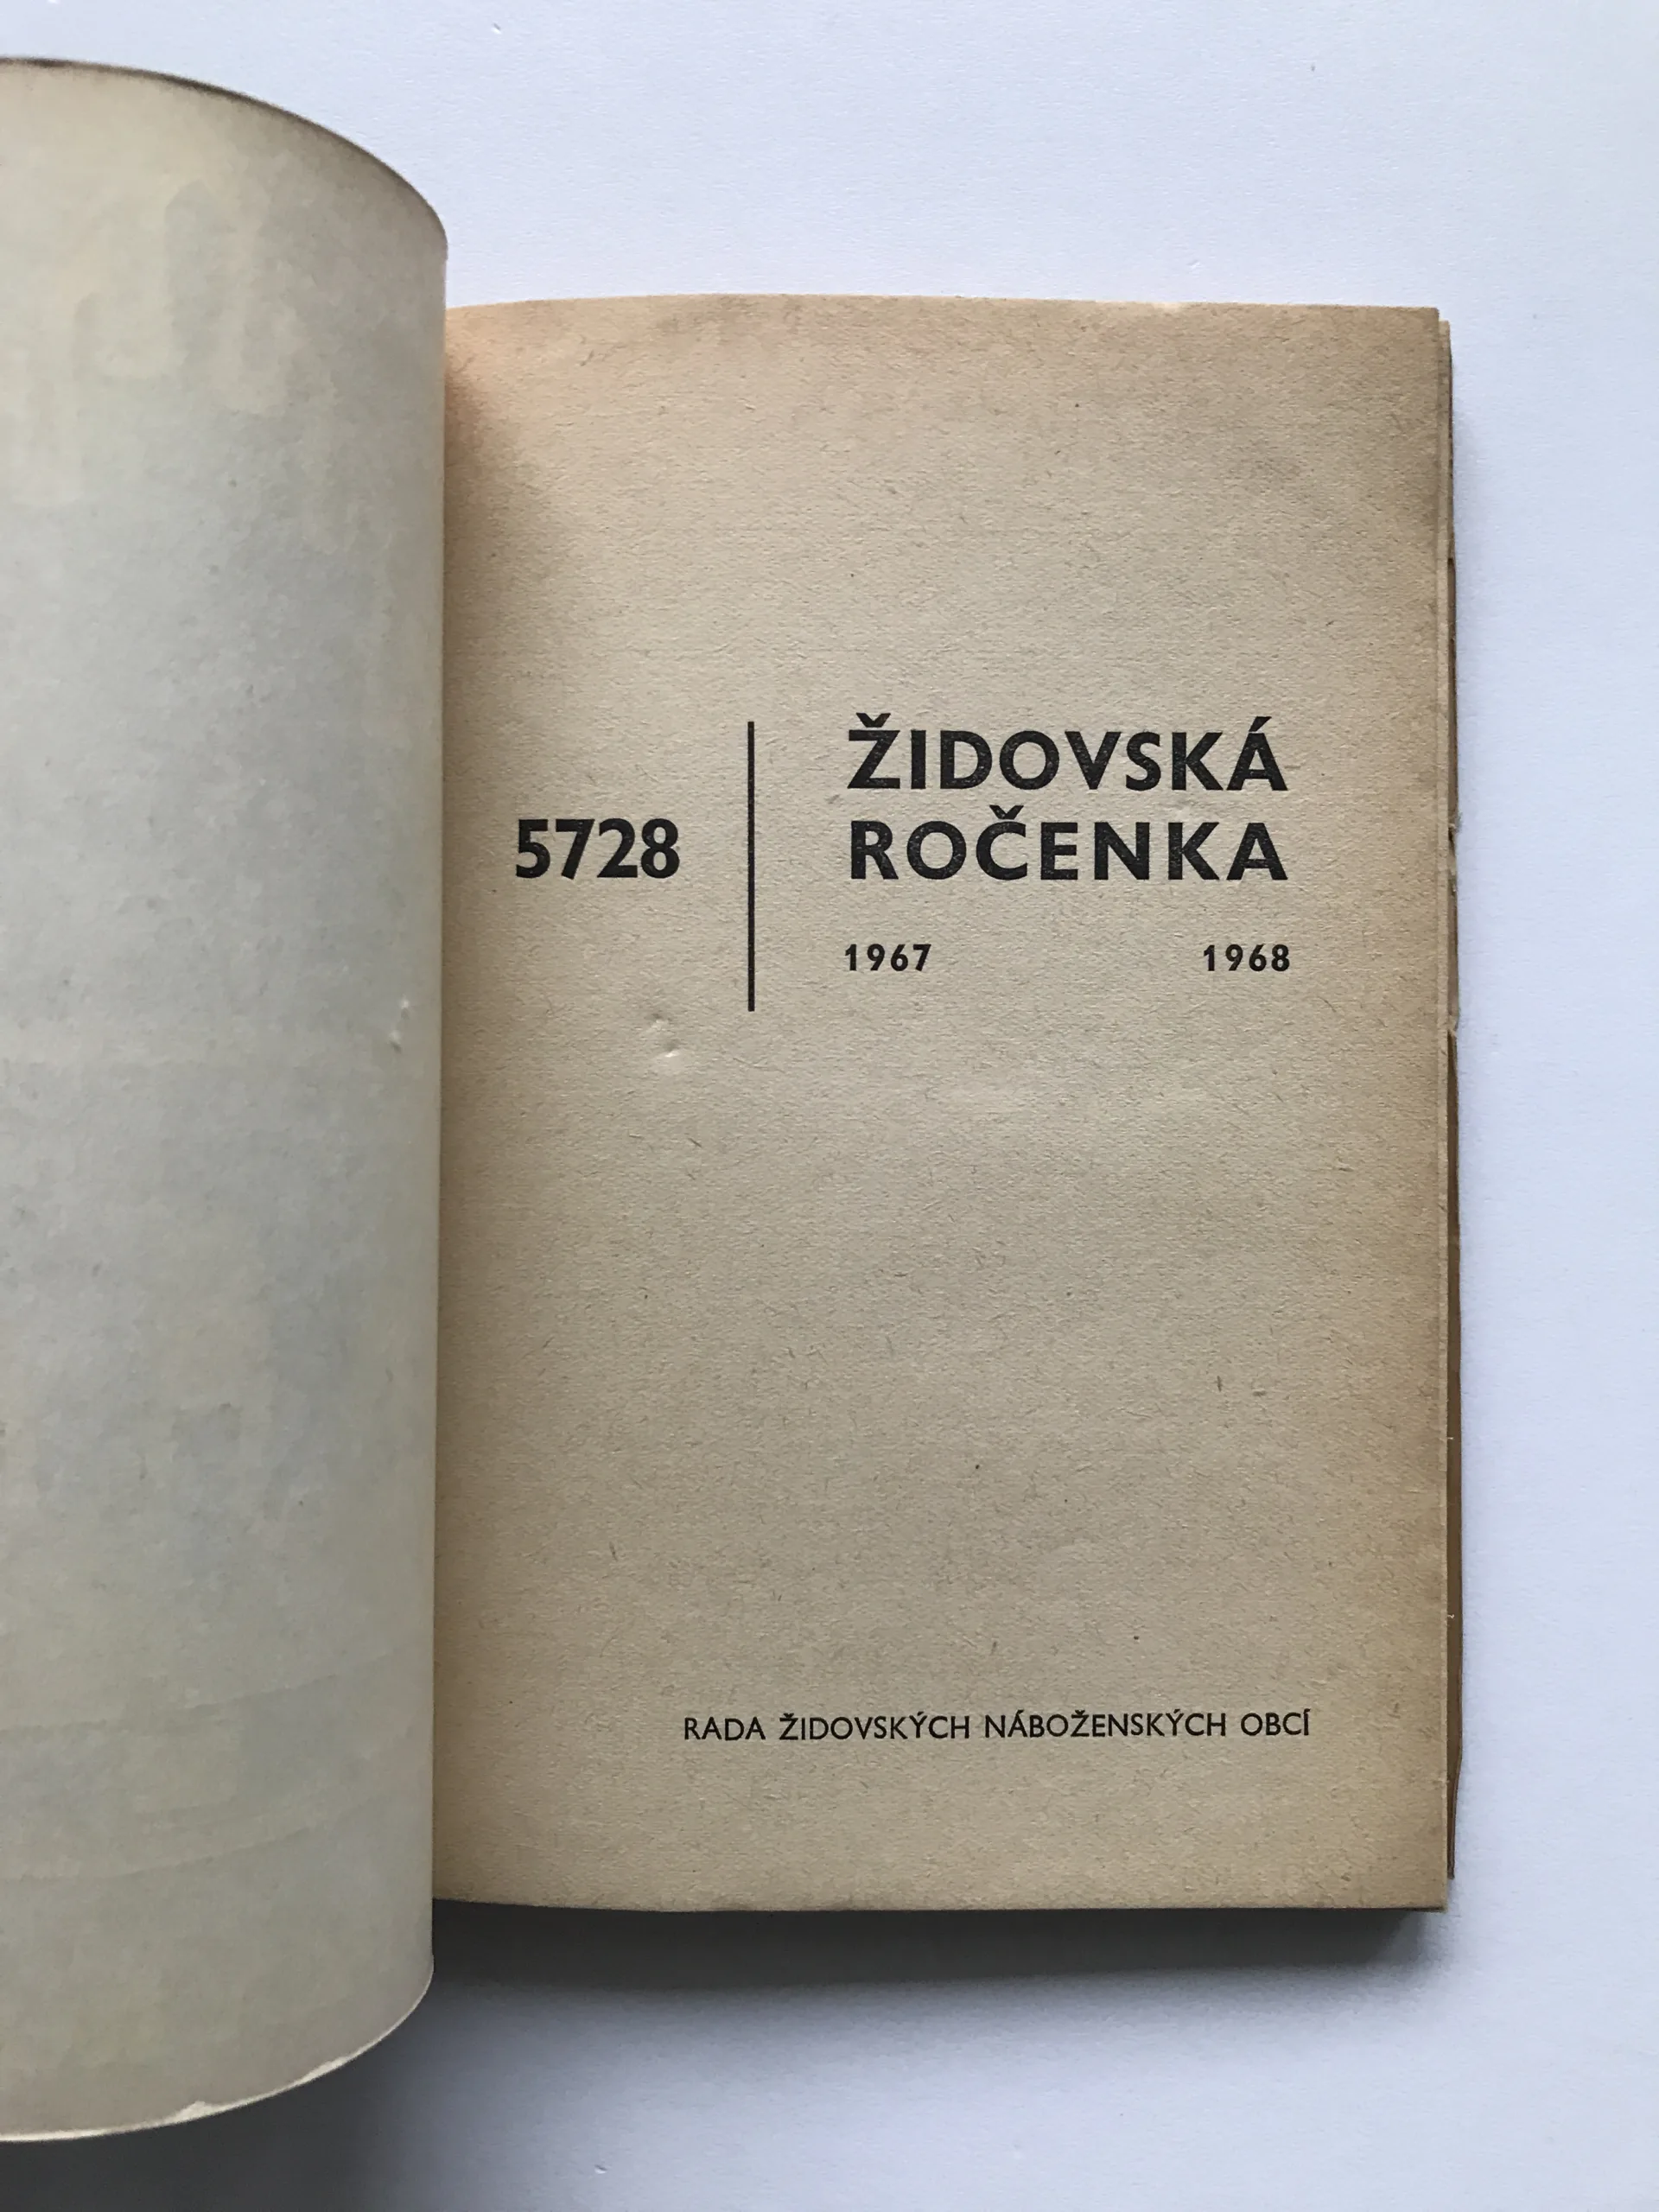 5728
ŽIDOVSKÁ
ROČENKA
1967 1968
RADA ŽIDOVSKÝCH NÁBOŽENSKÝCH OBCÍ